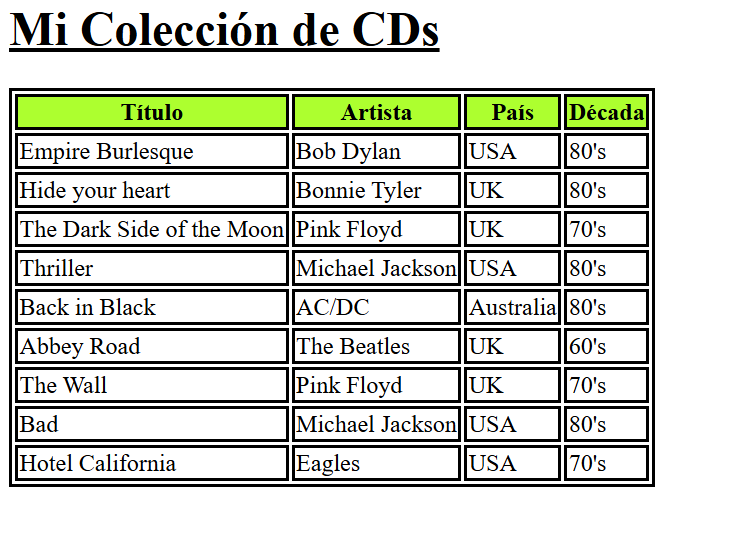 Mi Colección de CDs
Título Artista País Década
Empire Burlesque Bob Dylan USA 80's
Hide your heart Bonnie Tyler UK 80's
The Dark Side of the Moon Pink Floyd UK 70's
Thriller Michael Jackson USA 80's
Back in Black AC/DC Australia 80's
Abbey Road The Beatles UK 60's
The Wall Pink Floyd UK 70's
Bad Michael Jackson USA 80's
Hotel California Eagles USA 70's